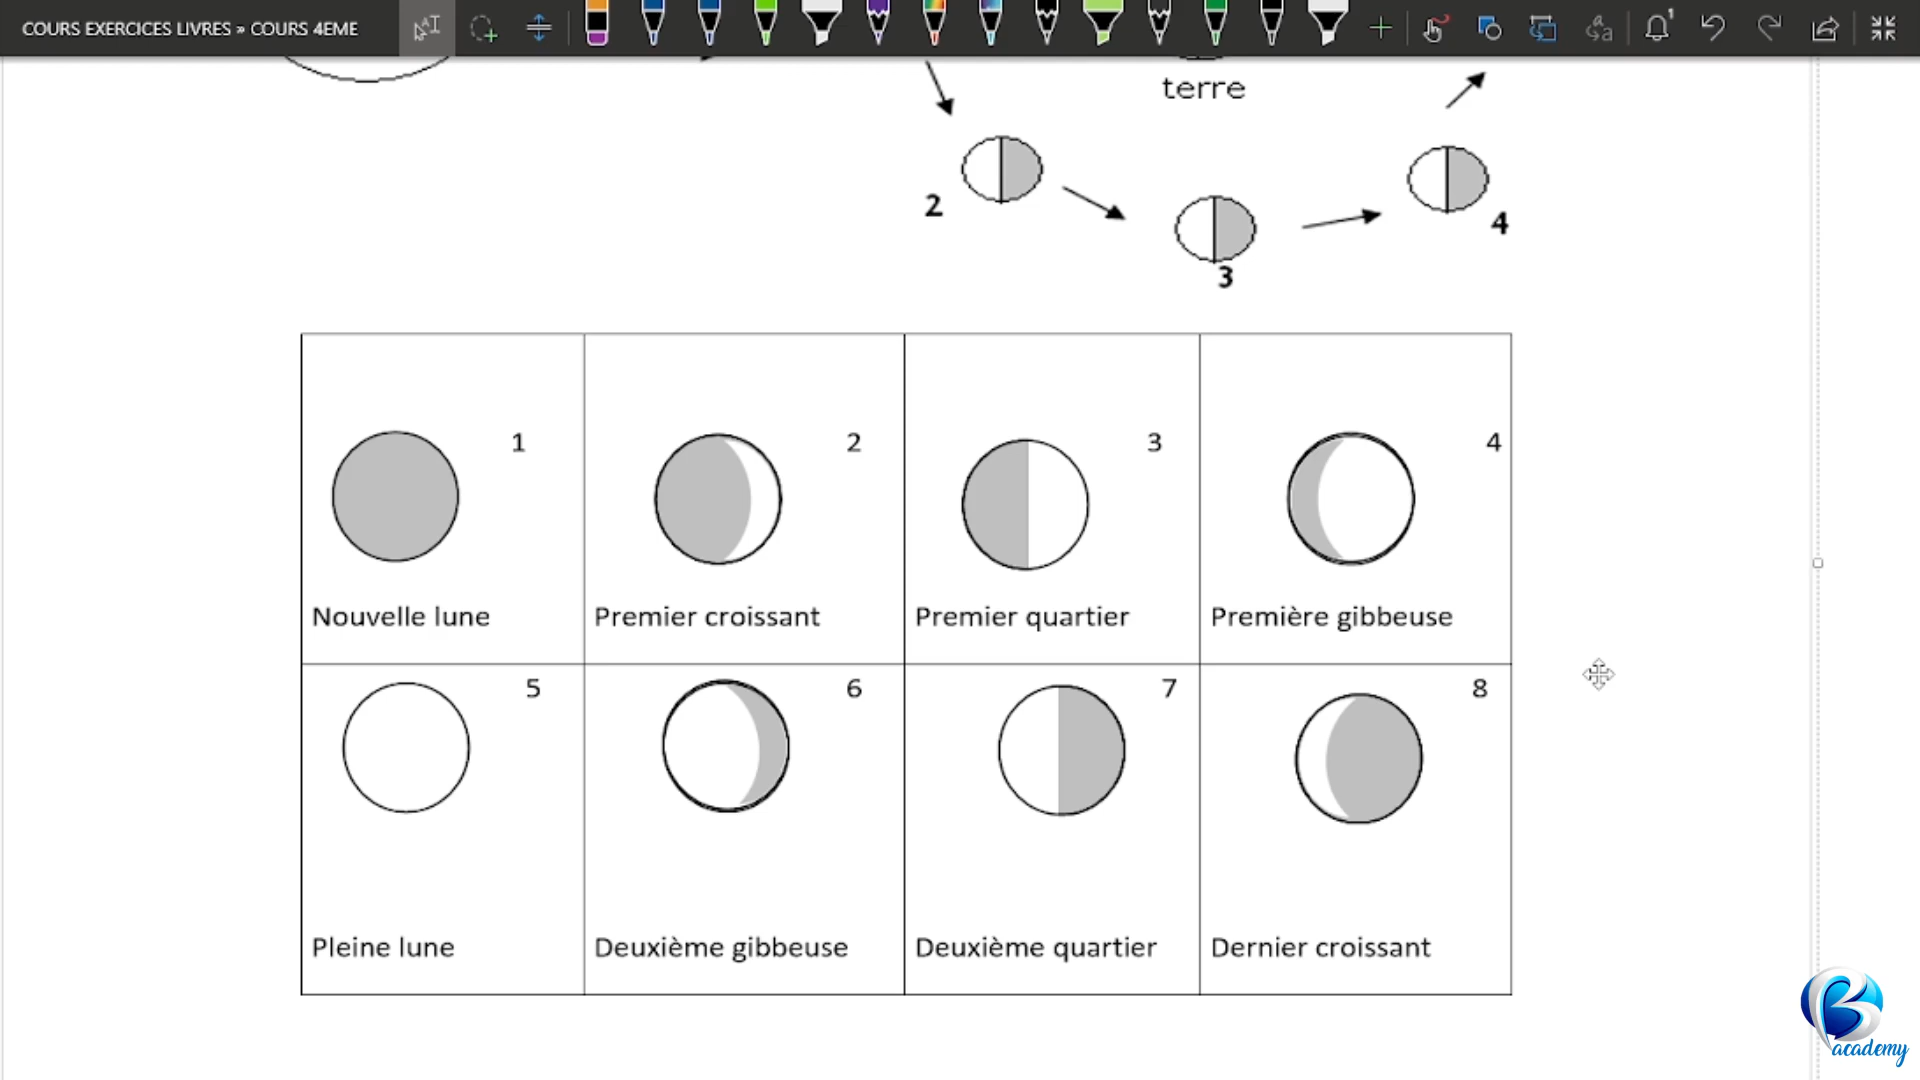 COURS EXERCICES LIVRES » COURS 4EME
terre
2
4
3
1 2 3 4
Nouvelle lune Premier croissant Premier quartier Première gibbeuse
5 6 7 8
Pleine lune Deuxième gibbeuse Deuxième quartier Dernier croissant
B
academy